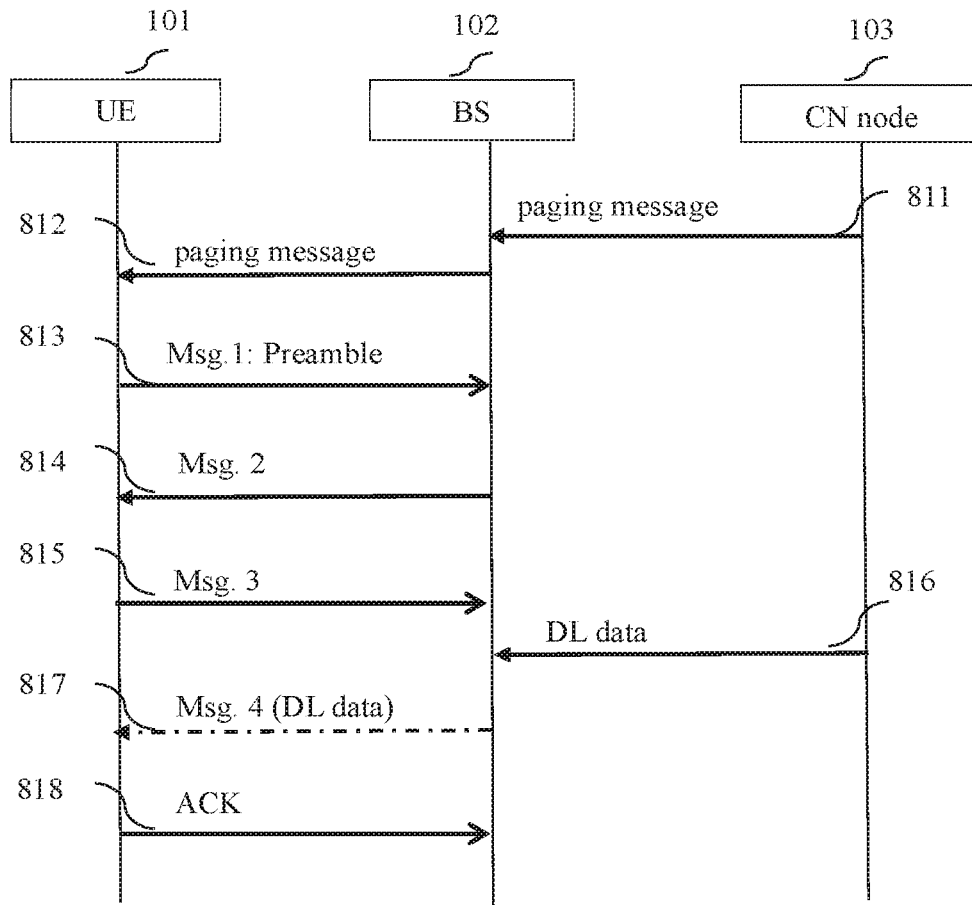 101
102
103
UE
BS
CN node
paging message
811
812
paging message
813
Msg.1: Preamble
814
Msg. 2
815
Msg. 3
816
DL data
817
Msg. 4 (DL data)
818
ACK